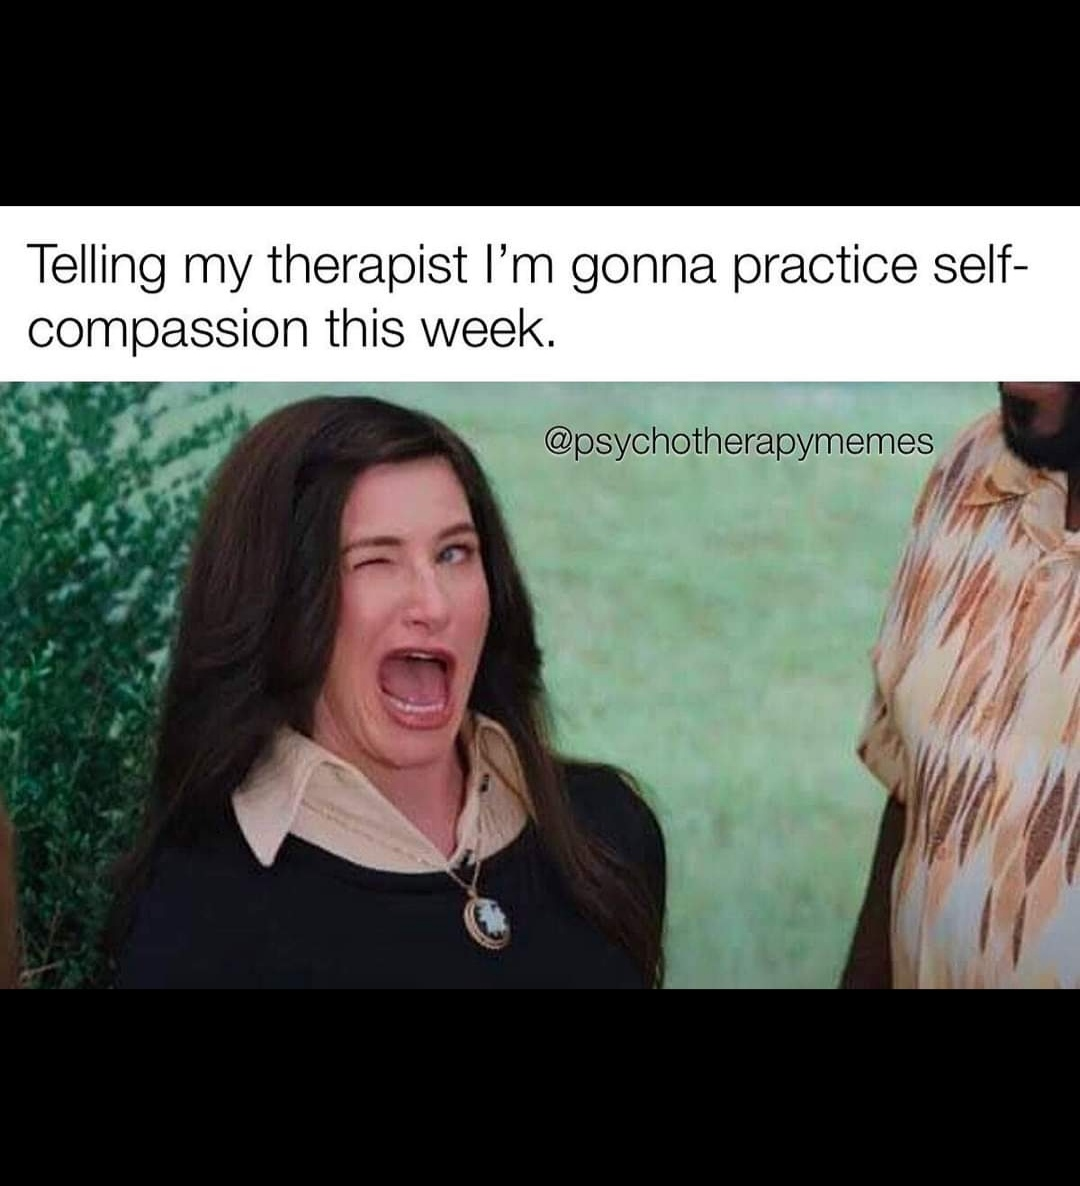 Telling my therapist I’m gonna practice self-
compassion this week.
@psychotherapymemes